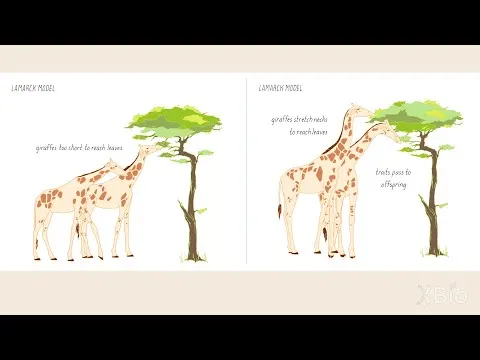 LAMARCK MODEL
giraffes too short to reach leaves
LAMARCK MODEL
giraffes stretch necks
to reach leaves
traits pass to
offspring
XBio